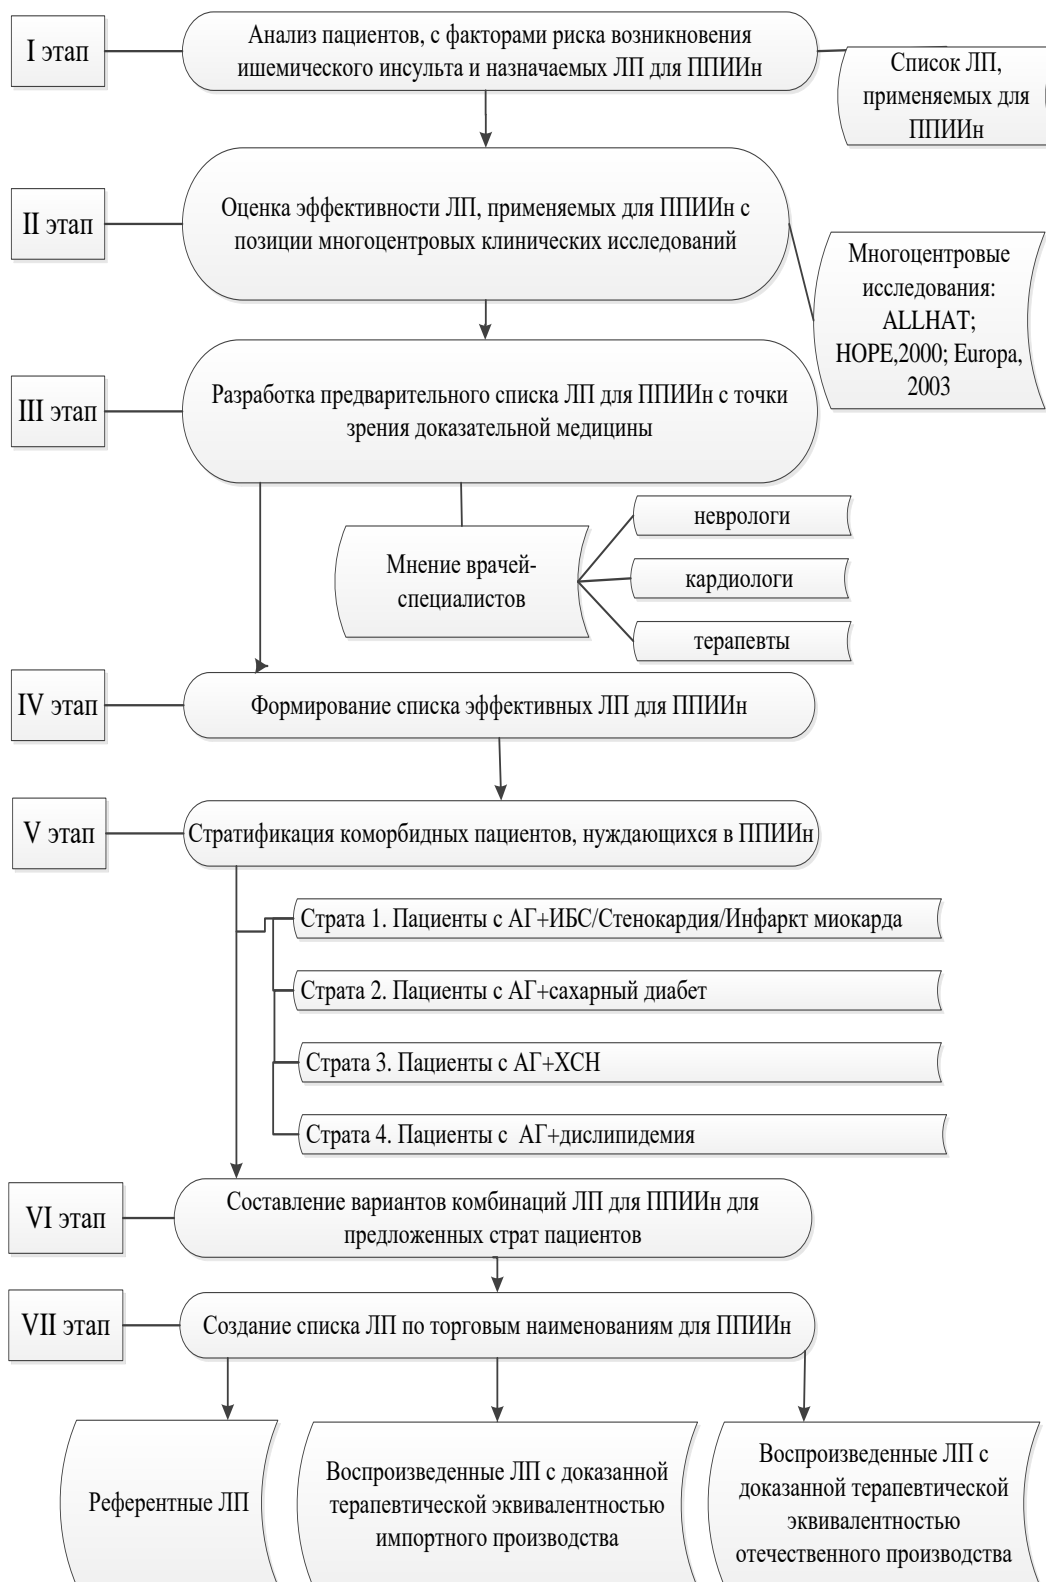 I этап
Анализ пациентов, с факторами риска возникновения
ишемического инсульта и назначаемых ЛП для ППИИн
Список ЛП,
применяемых для
ППИИн
II этап
Оценка эффективности ЛП, применяемых для ППИИн с
позиции многоцентровых клинических исследований
Многоцентровые
исследования:
ALLHAT;
HOPE,2000; Europa,
2003
III этап
Разработка предварительного списка ЛП для ППИИн с точки
зрения доказательной медицины
Мнение врачей-
специалистов
неврологи
кардиологи
терапевты
IV этап
Формирование списка эффективных ЛП для ППИИн
V этап
Стратификация коморбидных пациентов, нуждающихся в ППИИн
Страта 1. Пациенты с АГ+ИБС/Стенокардия/Инфаркт миокарда
Страта 2. Пациенты с АГ+сахарный диабет
Страта 3. Пациенты с АГ+ХСН
Страта 4. Пациенты с АГ+дислипидемия
VI этап
Составление вариантов комбинаций ЛП для ППИИн для
предложенных страт пациентов
VII этап
Создание списка ЛП по торговым наименованиям для ППИИн
Референтные ЛП
Воспроизведенные ЛП с доказанной
терапевтической эквивалентностью
импортного производства
Воспроизведенные ЛП с
доказанной терапевтической
эквивалентностью
отечественного производства